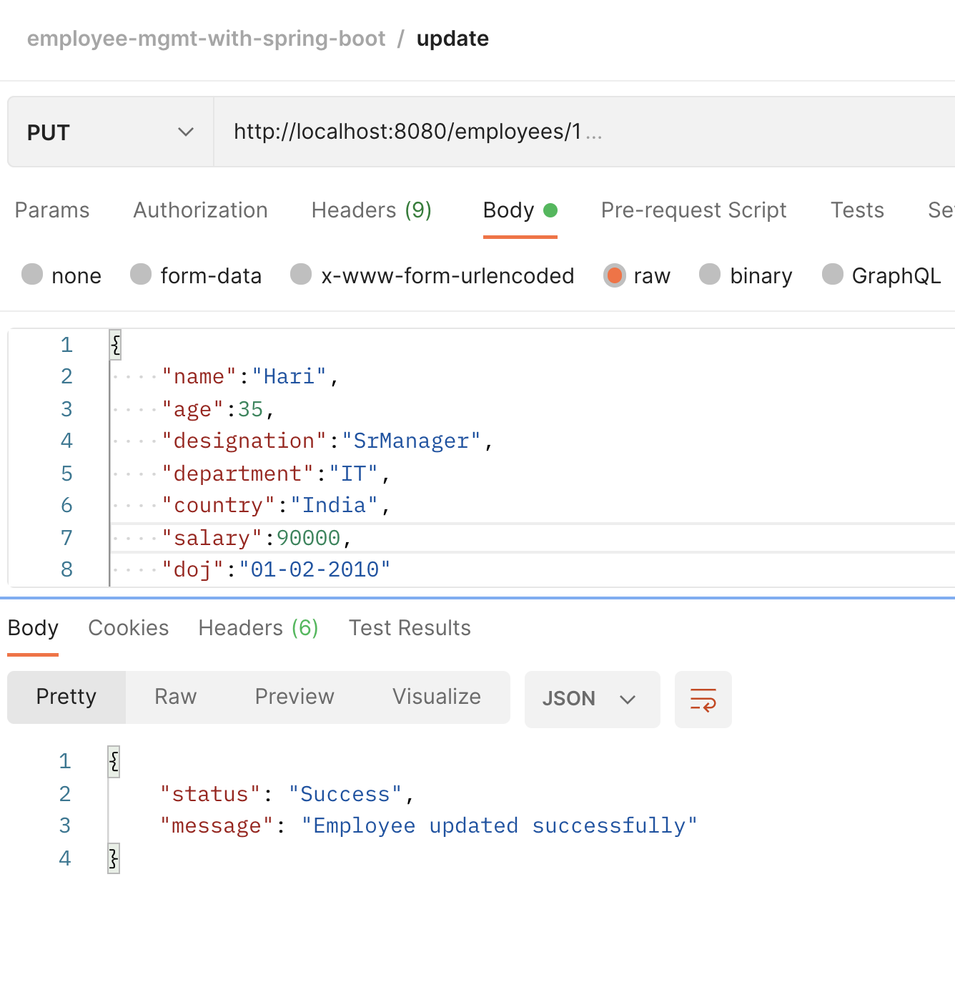 employee-mgmt-with-spring-boot / update
PUT http://localhost:8080/employees/1 ...
Params Authorization Headers (9) Body Pre-request Script Tests
none form-data x-www-form-urlencoded raw binary GraphQL
1 {
2 "name":"Hari",
3 "age":35,
4 "designation":"SrManager",
5 "department":"IT",
6 "country":"India",
7 "salary":90000,
8 "doj":"01-02-2010"
Body Cookies Headers (6) Test Results
Pretty Raw Preview Visualize JSON
1 {
2 "status": "Success",
3 "message": "Employee updated successfully"
4 }